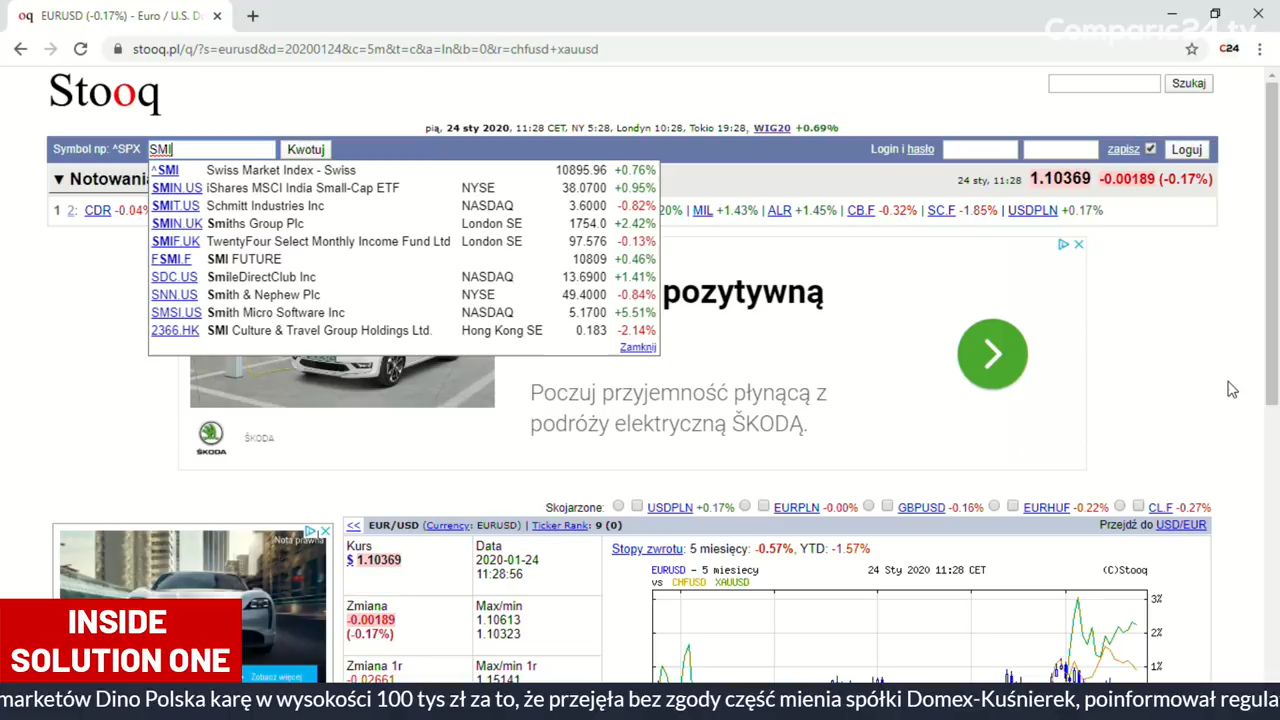 oq EURUSD (-0.17%) - Euro / U.S. Do
Comparic24.tv
stooq.pl/q/?s=eurusd&d=20200124&c=5m&t=c&a=ln&b=0&r=chfusd+xauusd
C24
Stooq
Szukaj
pią, 24 sty 2020, 11:28 CET, NY 5:28, Londyn 10:28, Tokio 19:28, WIG20 +0.69%
Symbol np: ^SPX SMI Kwotuj Login i hasło zapisz Loguj
▼ Notowani 24 sty, 11:28 1.10369 -0.00189 (-0.17%)
1 2: CDR -0.04% 20% | MIL +1.43% | ALR +1.45% | CB.F -0.32% | SC.F -1.85% | USDPLN +0.17%
^SMI Swiss Market Index - Swiss 10895.96 +0.76%
SMIN.US iShares MSCI India Small-Cap ETF NYSE 38.0700 +0.95%
SMIT.US Schmitt Industries Inc NASDAQ 3.6000 -0.82%
SMIN.UK Smiths Group Plc London SE 1754.0 +2.42%
SMIF.UK TwentyFour Select Monthly Income Fund Ltd London SE 97.576 -0.13%
FSMI.F SMI FUTURE 10809 +0.46%
SDC.US SmileDirectClub Inc NASDAQ 13.6900 +1.41%
SNN.US Smith & Nephew Plc NYSE 49.4000 -0.84%
SMSI.US Smith Micro Software Inc NASDAQ 5.1700 +5.51%
2366.HK SMI Culture & Travel Group Holdings Ltd. Hong Kong SE 0.183 -2.14%
Zamknij
pozytywną
Poczuj przyjemność płynącą z
podróży elektryczną ŠKODĄ.
ŠKODA
ŠKODA
Skojarzone: USDPLN +0.17% EURPLN -0.00% GBPUSD -0.16% EURHUF -0.22% CL.F -0.27%
<< EUR/USD (Currency: EURUSD) | Ticker Rank: 9 (0) Przejdź do USD/EUR
Nota prawna
Kurs
$ 1.10369
Data
2020-01-24
11:28:56
Zmiana
-0.00189
(-0.17%)
Max/min
1.10613
1.10323
Zmiana 1r
-0.02661
Max/min 1r
1.15141
Stopy zwrotu: 5 miesięcy: -0.57%, YTD: -1.57%
EURUSD - 5 miesięcy 24 Sty 2020 11:28 CET (C)Stooq
vs CHFUSD XAUUSD
3%
2%
1%
Zobacz więcej
INSIDE
SOLUTION ONE
marketów Dino Polska karę w wysokości 100 tys zł za to, że przejęła bez zgody część mienia spółki Domex-Kuśnierek, poinformował regula